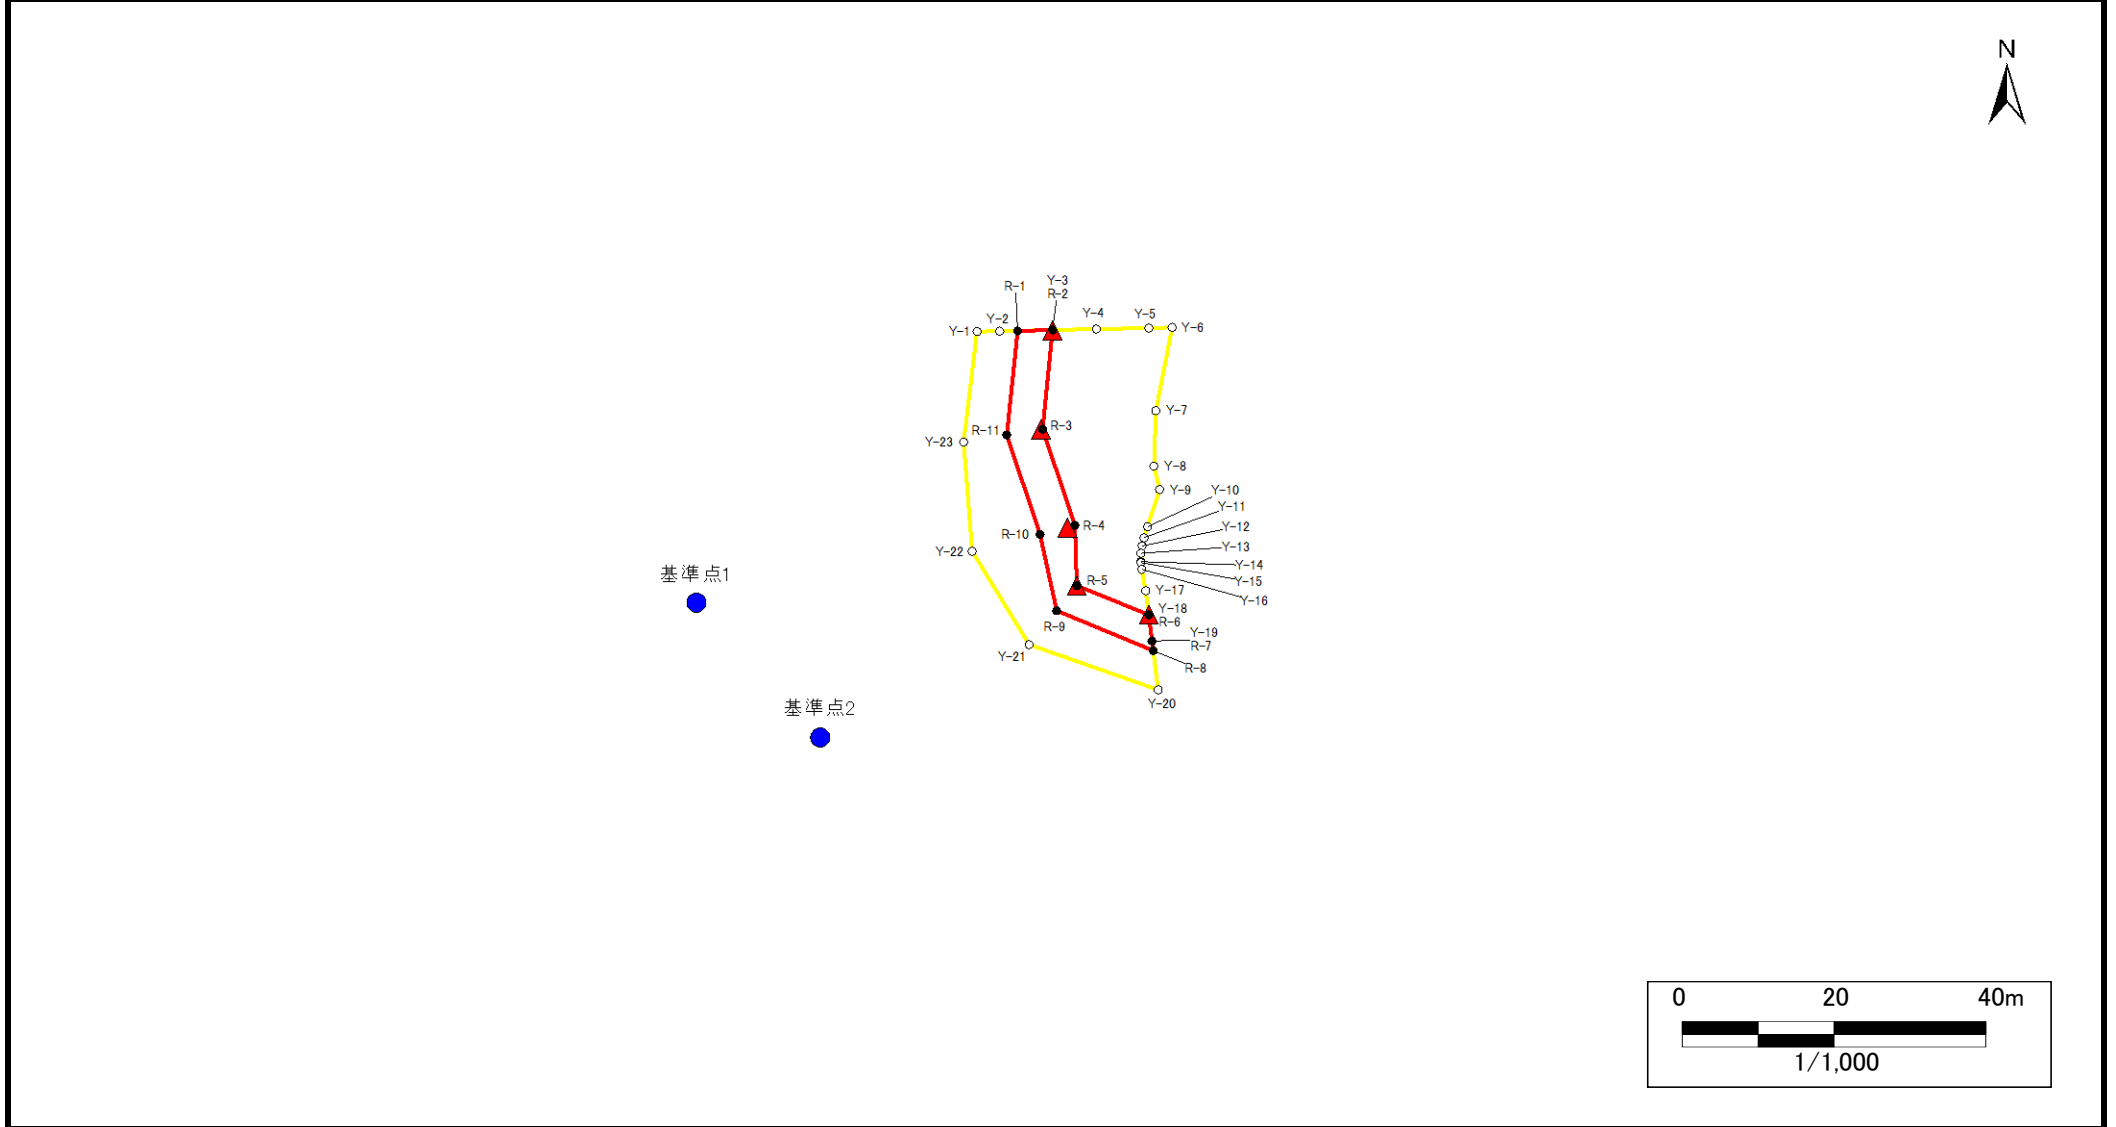 N
Y-3
R-1
R-2
Y-4
Y-5
Y-2
Y-1
Y-6
Y-7
R-3
R-11
Y-23
Y-8
Y-9
Y-10
Y-11
R-4
Y-12
R-10
Y-13
Y-22
Y-14
基準点1
R-5
Y-15
Y-17
Y-16
Y-18
R-6
R-9
Y-19
R-7
Y-21
R-8
Y-20
基準点2
0 20 40m
1/1,000